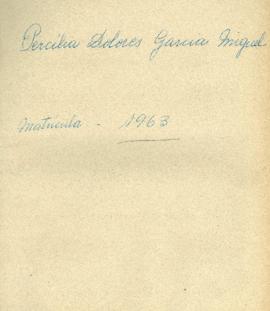 Percilia Dolores Garcia Miguel
Matricula - 1963